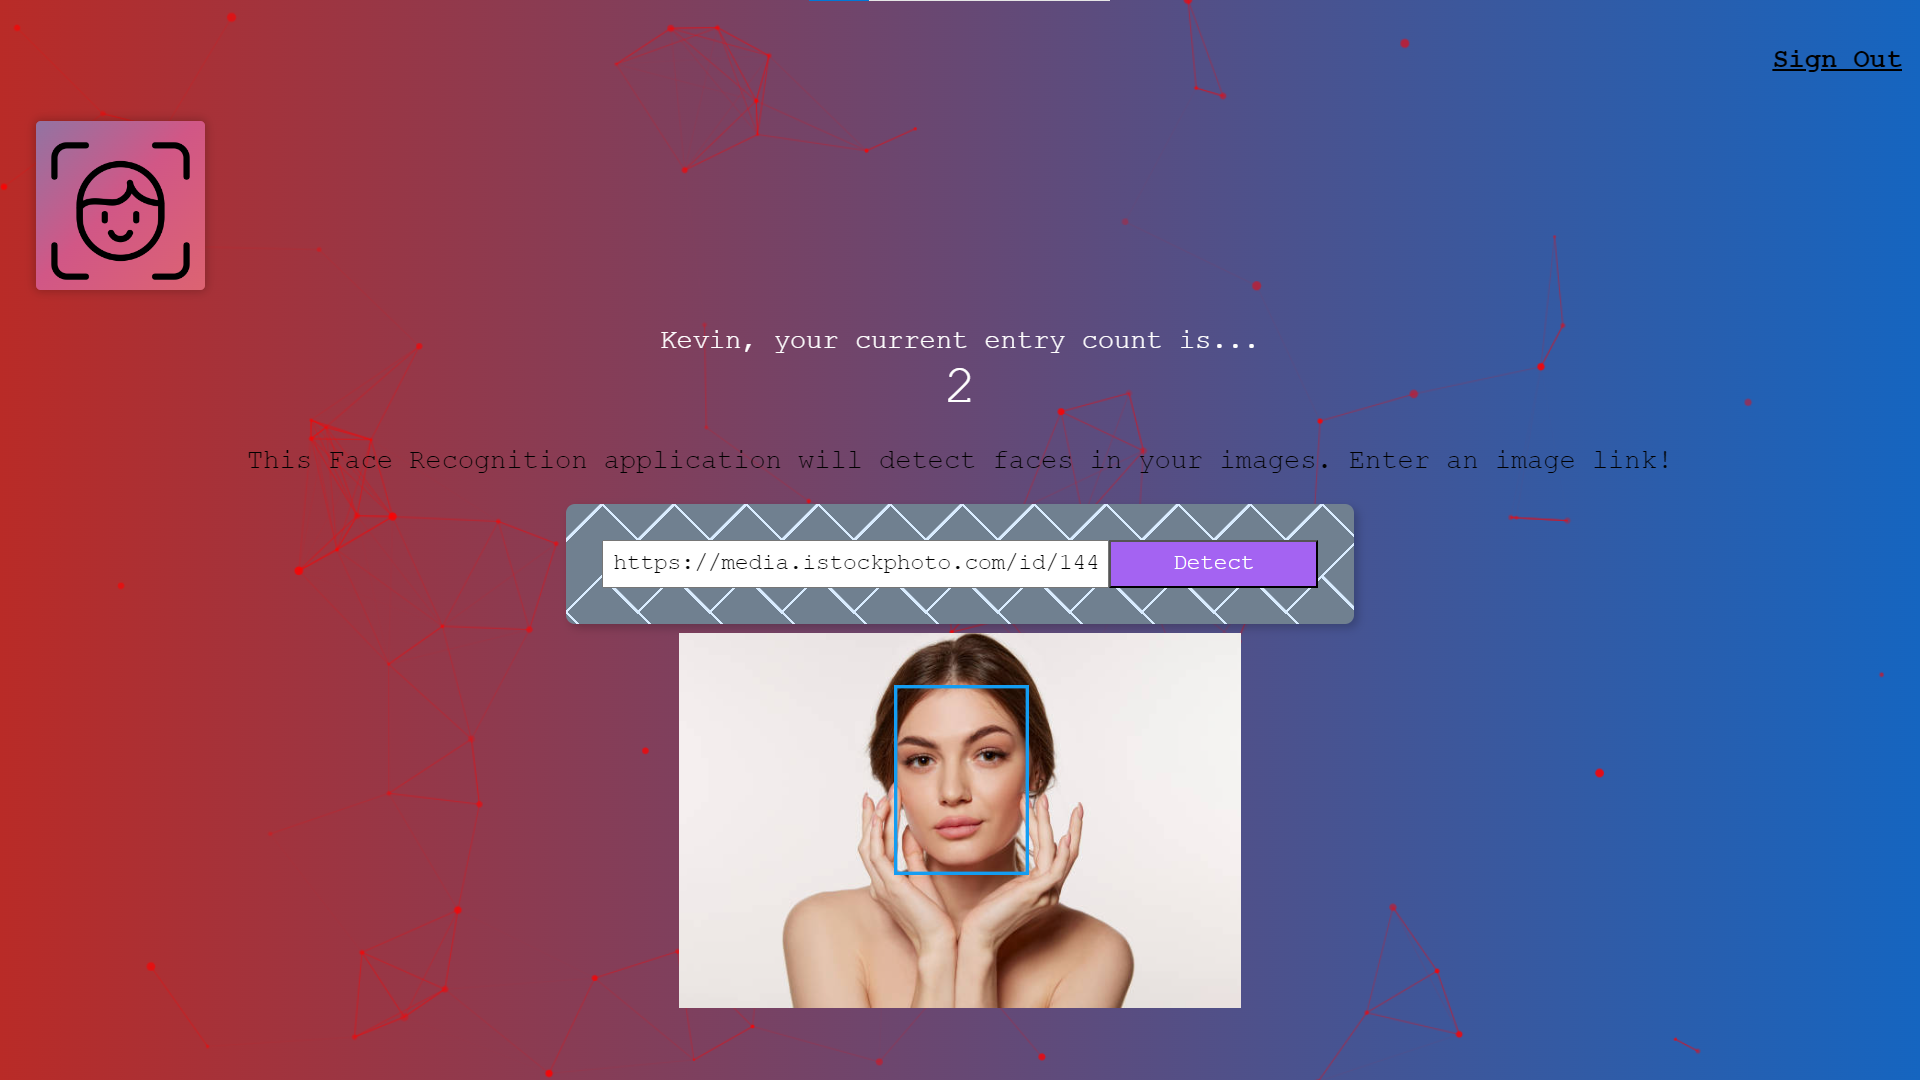 Sign Out
Kevin, your current entry count is...
2
This Face Recognition application will detect faces in your images. Enter an image link!
https://media.istockphoto.com/id/144
Detect